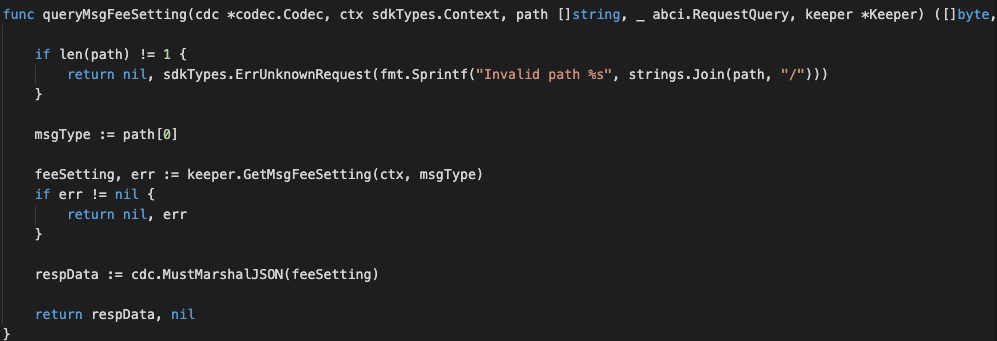 func queryMsgFeeSetting(cdc *codec.Codec, ctx sdkTypes.Context, path []string, _ abci.RequestQuery, keeper *Keeper) ([]byte,
if len(path) != 1 {
return nil, sdkTypes.ErrUnknownRequest(fmt.Sprintf("Invalid path %s", strings.Join(path, "/")))
}
msgType := path[0]
feeSetting, err := keeper.GetMsgFeeSetting(ctx, msgType)
if err != nil {
return nil, err
}
respData := cdc.MustMarshalJSON(feeSetting)
return respData, nil
}